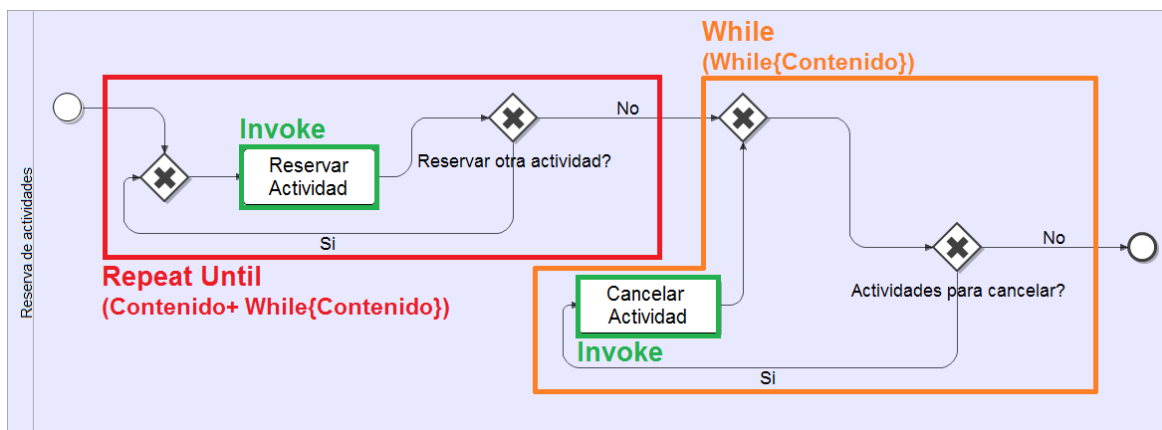 Reserva de actividades
While
(While{Contenido})
No
Invoke
Reservar
Actividad
Reservar otra actividad?
Si
Repeat Until
(Contenido+ While{Contenido})
No
Cancelar
Actividad
Actividades para cancelar?
Invoke
Si